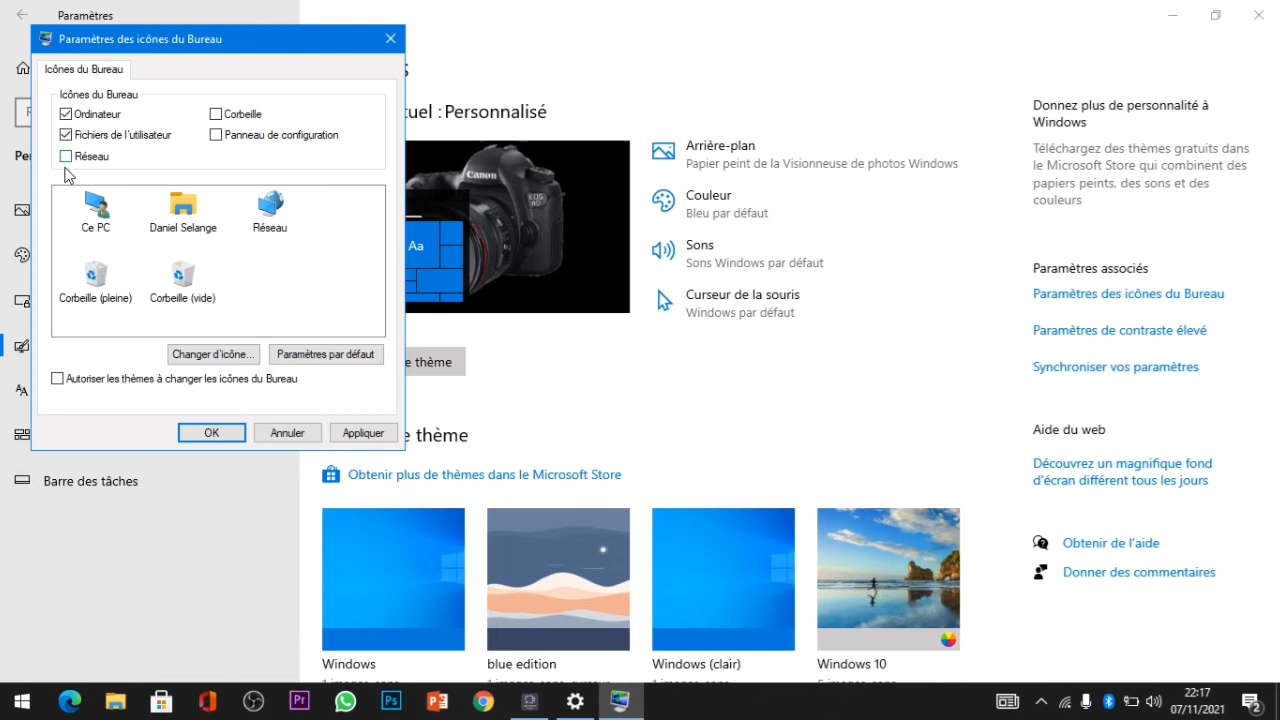 Paramètres
Paramètres des icônes du Bureau
Icônes du Bureau
Icônes du Bureau
Ordinateur
Corbeille
Fichiers de l'utilisateur
Panneau de configuration
Réseau
Ce PC
Daniel Selange
Réseau
Corbeille (pleine)
Corbeille (vide)
Changer d'icône...
Paramètres par défaut
Autoriser les thèmes à changer les icônes du Bureau
OK
Annuler
Appliquer
Barre des tâches
tuel : Personnalisé
Canon
EOS
6D
Aa
Arrière-plan
Papier peint de la Visionneuse de photos Windows
Couleur
Bleu par défaut
Sons
Sons Windows par défaut
Curseur de la souris
Windows par défaut
e thème
e thème
Obtenir plus de thèmes dans le Microsoft Store
Windows
blue edition
Windows (clair)
Windows 10
Donnez plus de personnalité à
Windows
Téléchargez des thèmes gratuits dans
le Microsoft Store qui combinent des
papiers peints, des sons et des
couleurs
Paramètres associés
Paramètres des icônes du Bureau
Paramètres de contraste élevé
Synchroniser vos paramètres
Aide du web
Découvrez un magnifique fond
d'écran différent tous les jours
Obtenir de l'aide
Donner des commentaires
Pr
Ps
22:17
07/11/2021
2